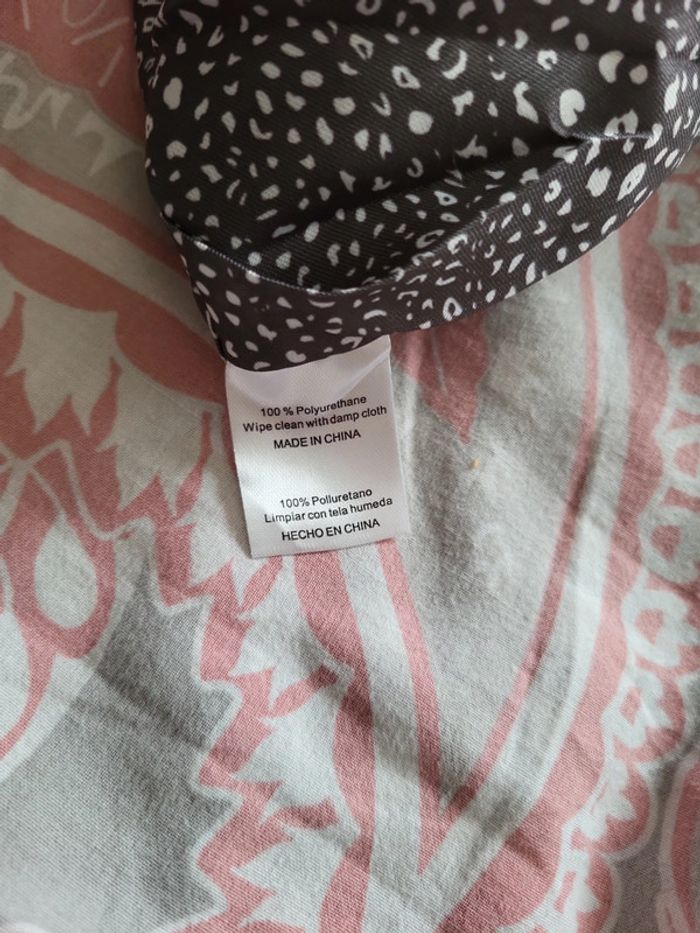 100 % Polyurethane
Wipe clean with damp cloth
MADE IN CHINA
100% Polluretano
Limpiar con tela humeda
HECHO EN CHINA